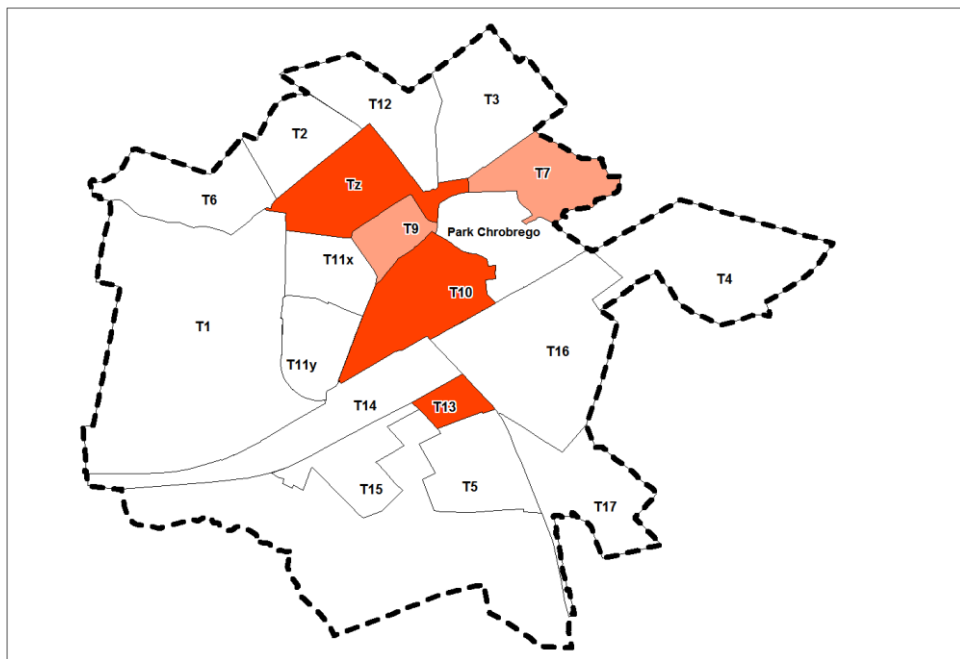 T3
T12
T2
T7
Tz
T6
T9
Park Chrobrego
T11x
T4
T10
T1
T16
T11y
T14
T13
T15
T5
T17